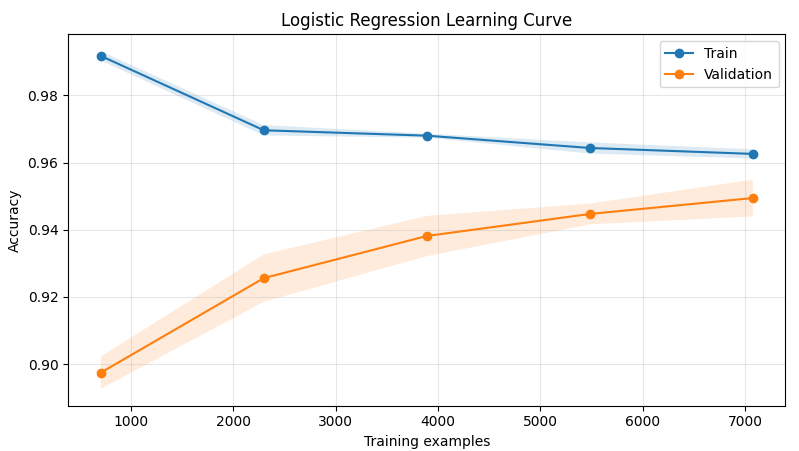 Logistic Regression Learning Curve
Train
Validation
Accuracy
0.98
0.96
0.94
0.92
0.90
1000 2000 3000 4000 5000 6000 7000
Training examples